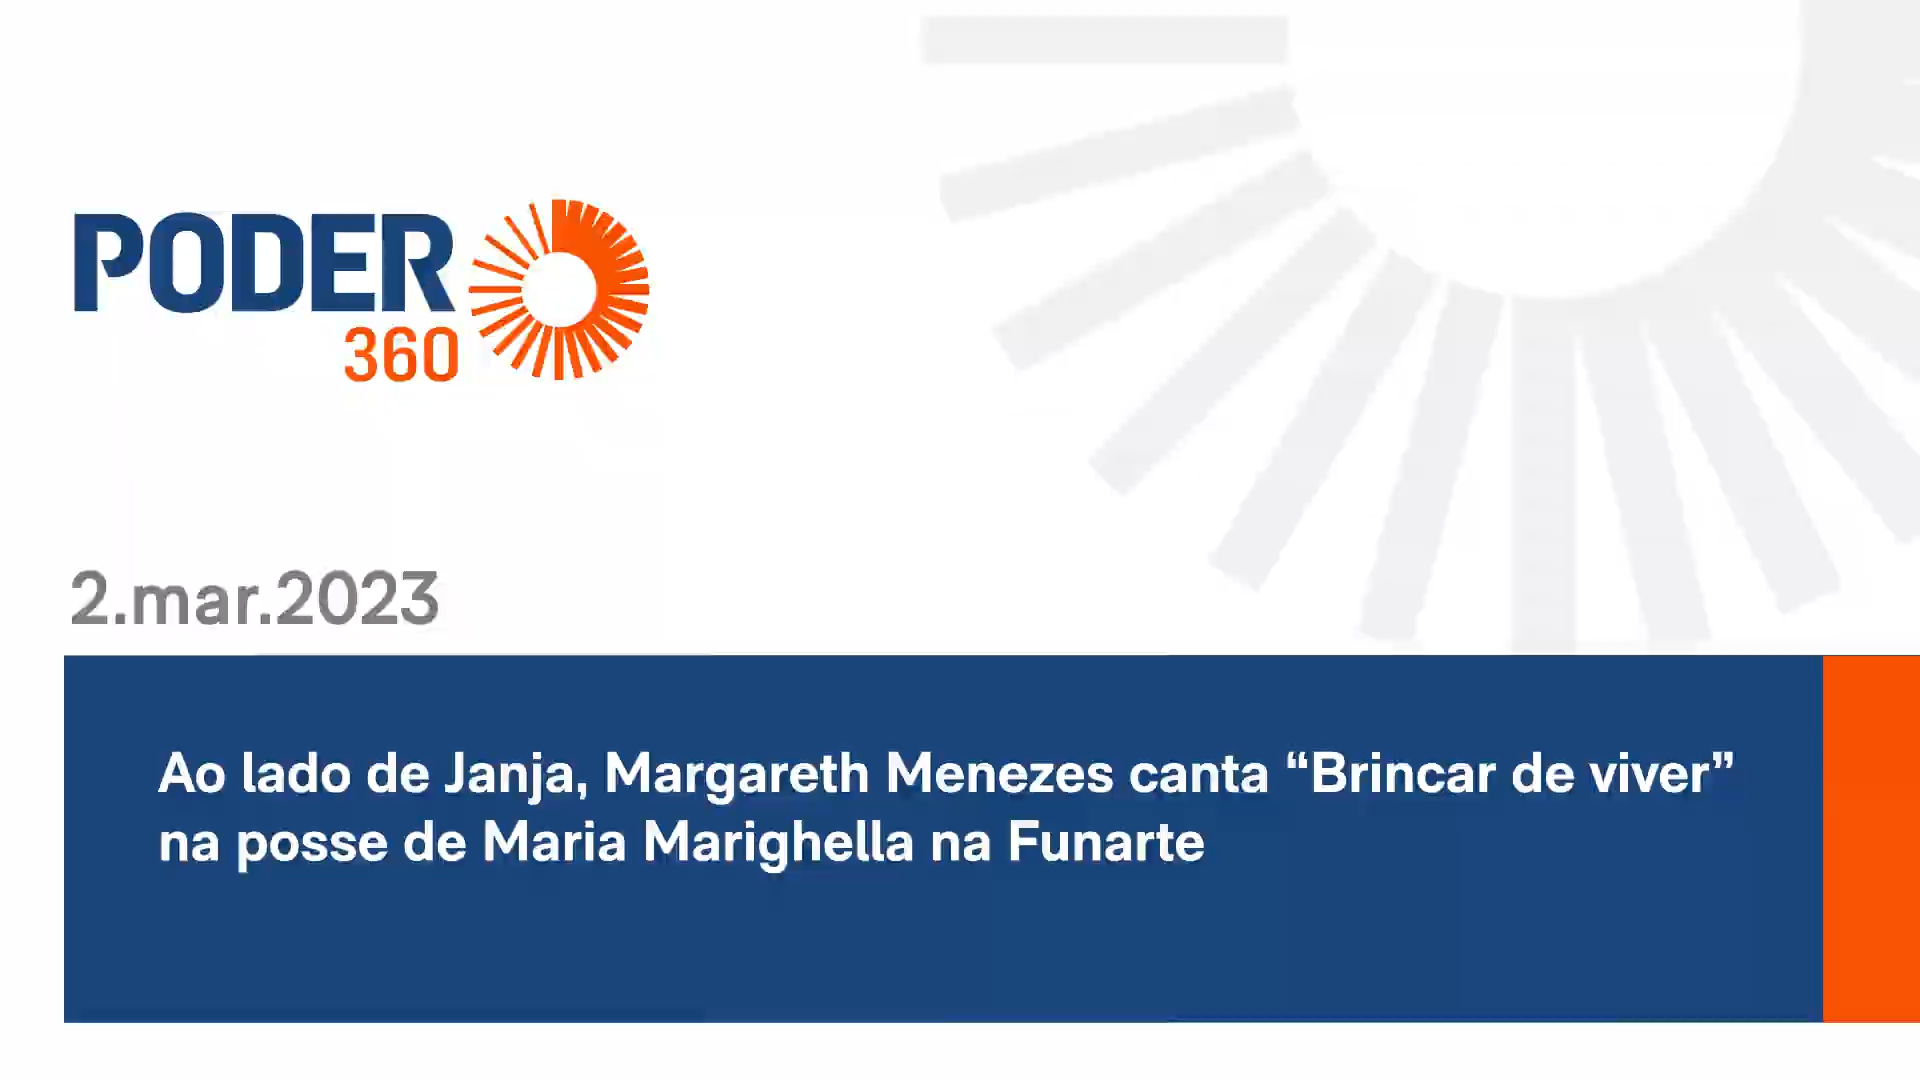 PODER
360
2.mar.2023
Ao lado de Janja, Margareth Menezes canta “Brincar de viver”
na posse de Maria Marighella na Funarte